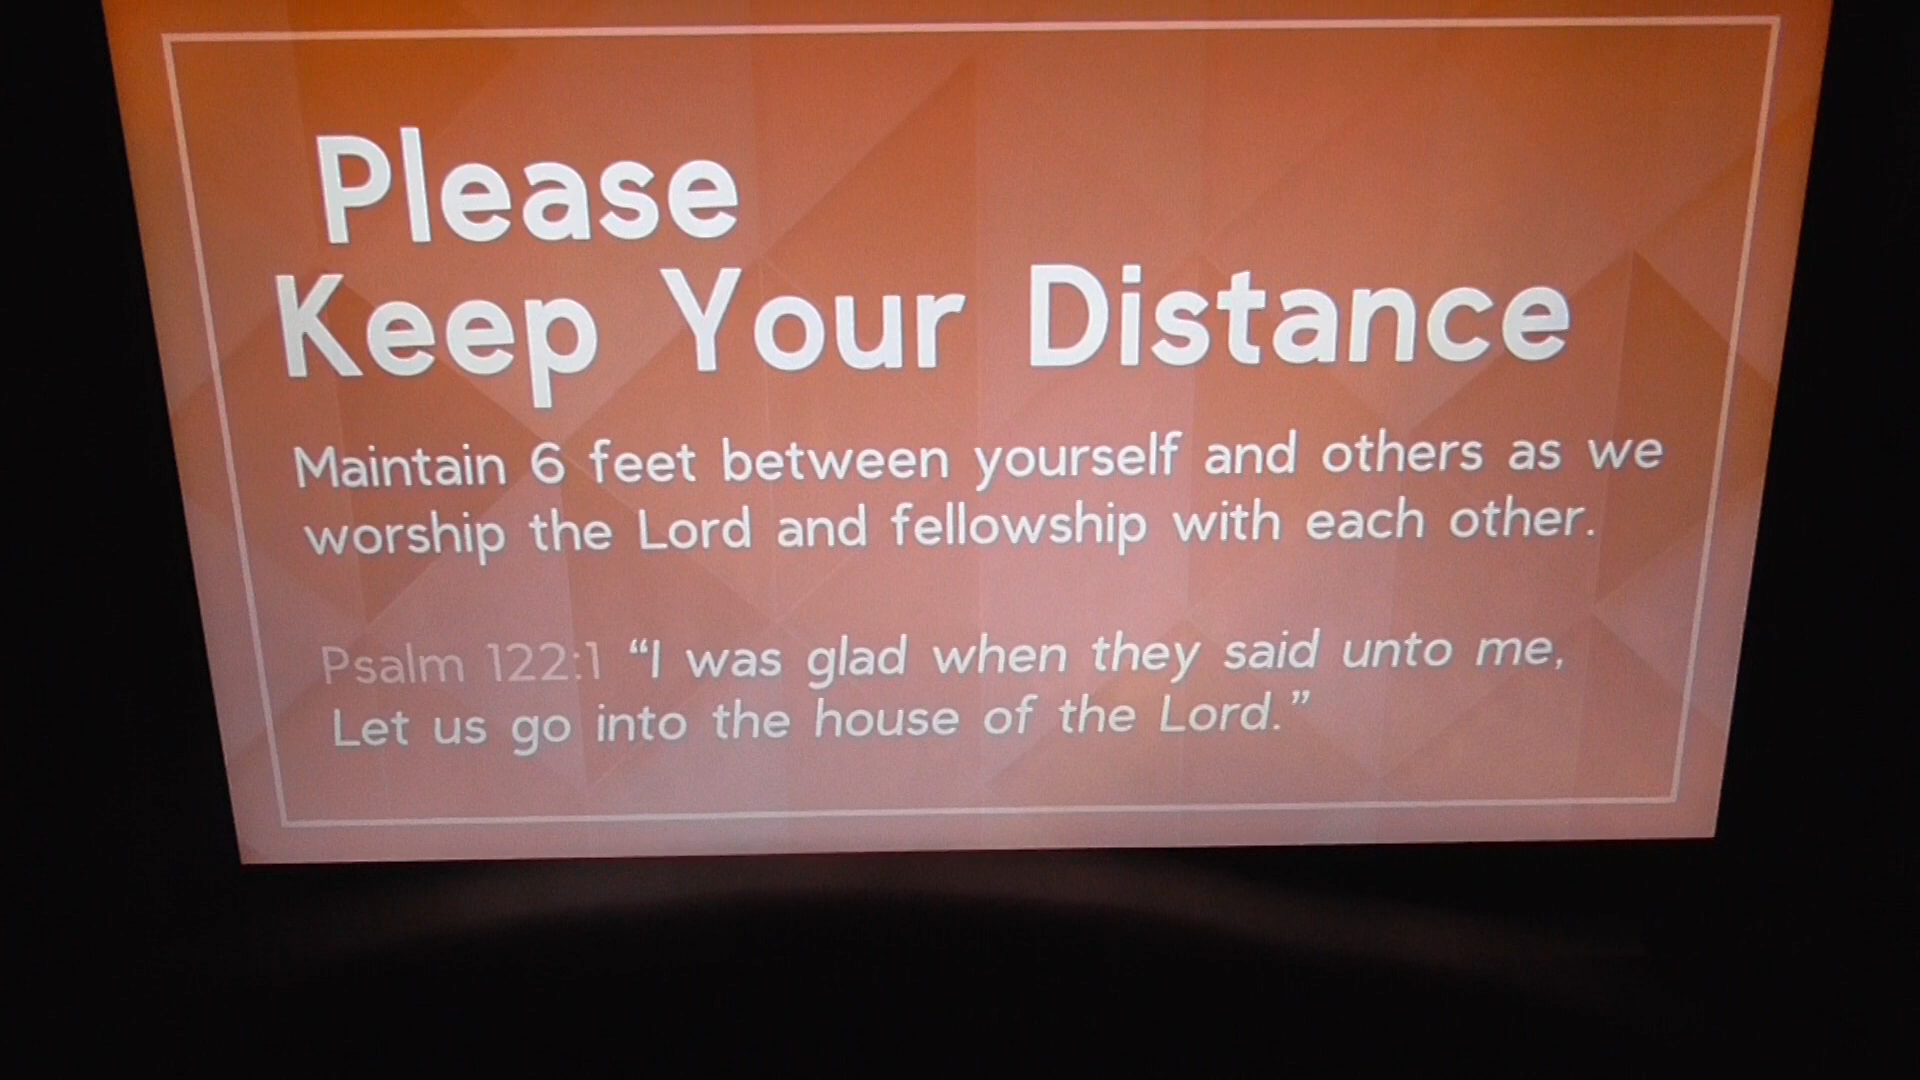 Please
Keep Your Distance
Maintain 6 feet between yourself and others as we
worship the Lord and fellowship with each other.
Psalm 122:1 “I was glad when they said unto me,
Let us go into the house of the Lord.”